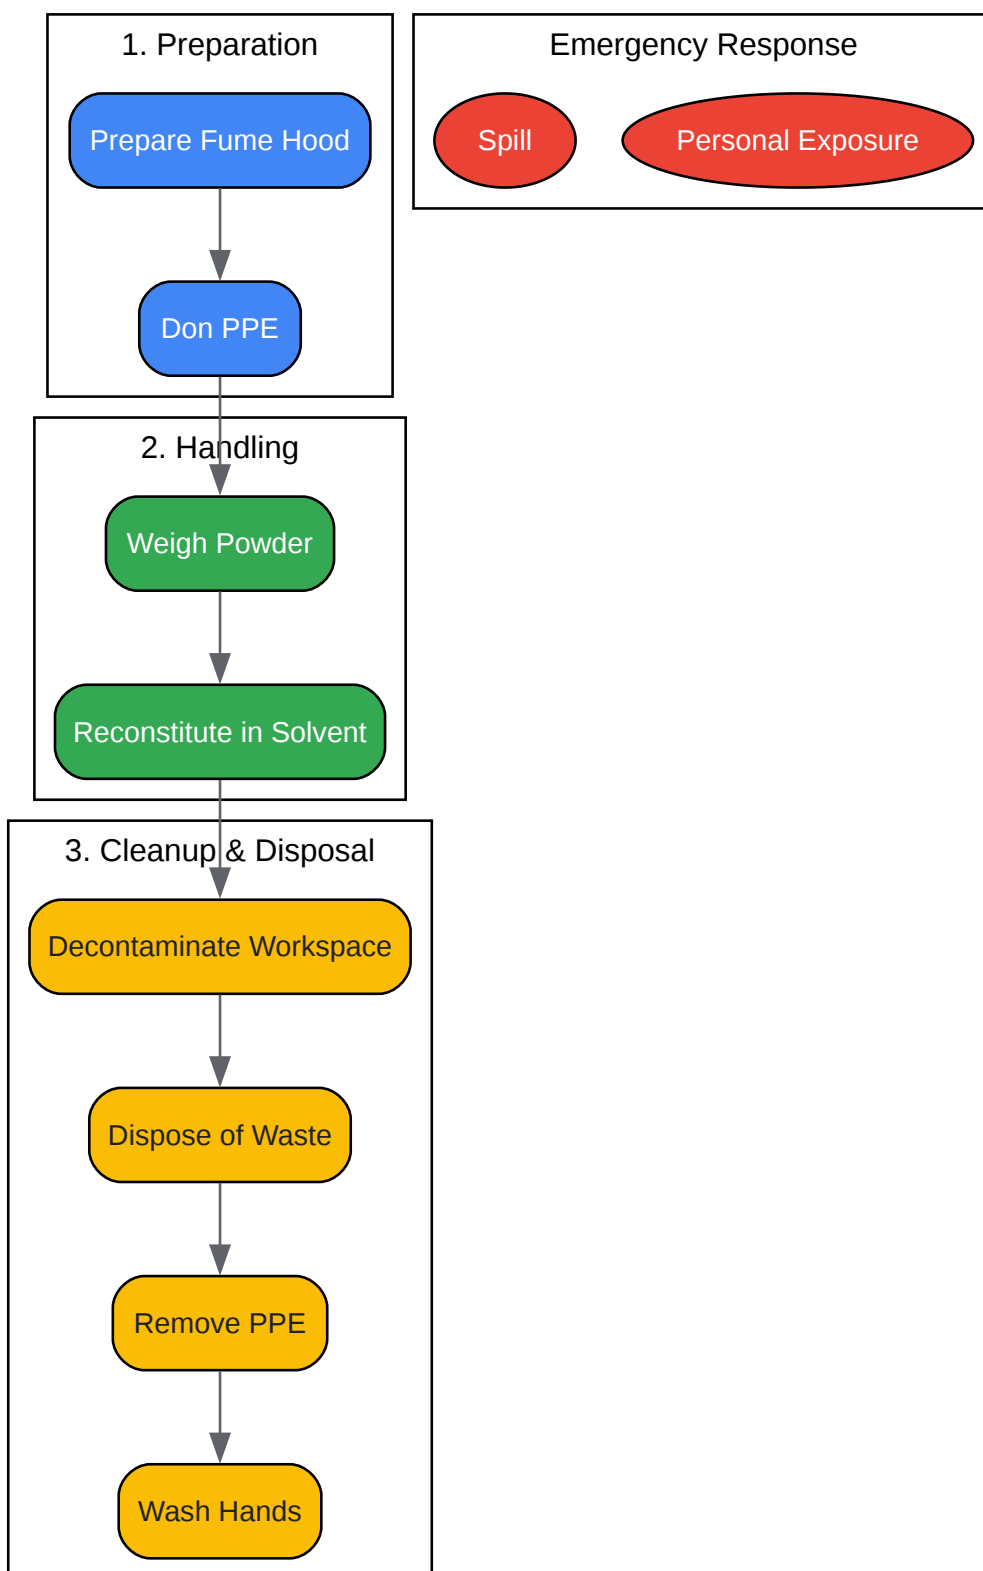 1. Preparation
Prepare Fume Hood
Don PPE
Emergency Response
Spill
Personal Exposure
2. Handling
Weigh Powder
Reconstitute in Solvent
3. Cleanup & Disposal
Decontaminate Workspace
Dispose of Waste
Remove PPE
Wash Hands